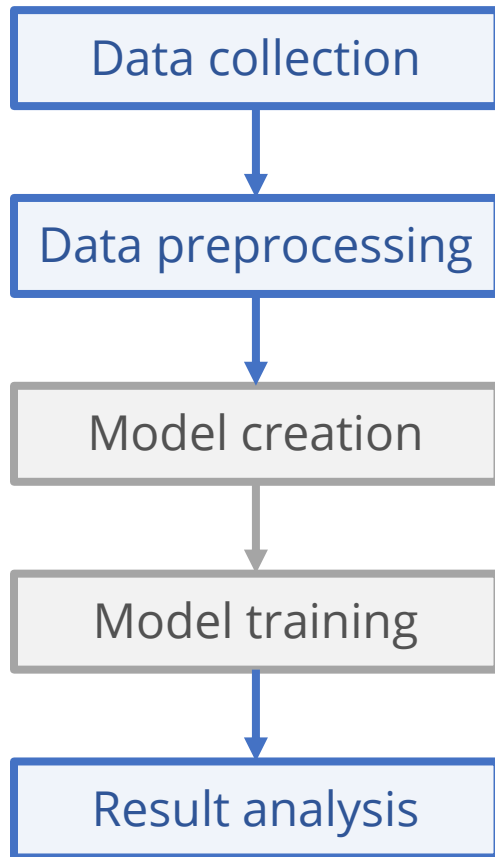 Data collection
Data preprocessing
Model creation
Model training
Result analysis